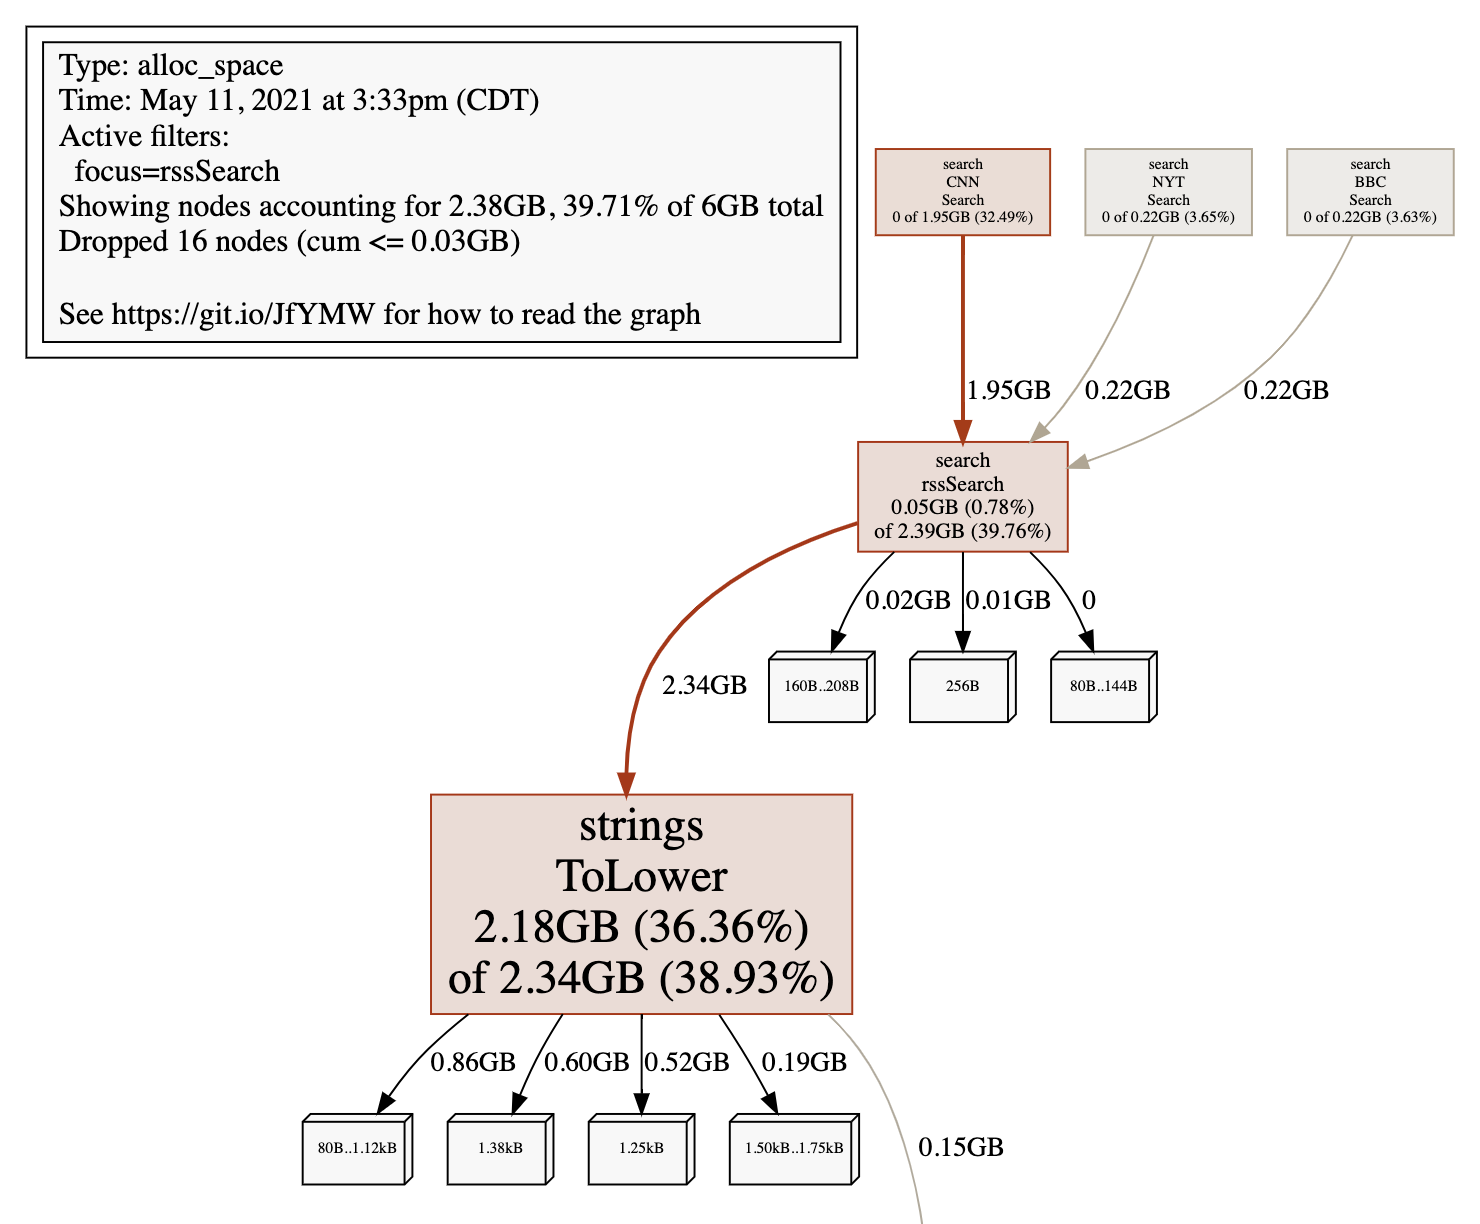 Type: alloc_space
Time: May 11, 2021 at 3:33pm (CDT)
Active filters:
focus=rssSearch
Showing nodes accounting for 2.38GB, 39.71% of 6GB total
Dropped 16 nodes (cum <= 0.03GB)
See https://git.io/JfYMW for how to read the graph
search
CNN
Search
0 of 1.95GB (32.49%)
search
NYT
Search
0 of 0.22GB (3.65%)
search
BBC
Search
0 of 0.22GB (3.63%)
1.95GB
0.22GB
0.22GB
search
rssSearch
0.05GB (0.78%)
of 2.39GB (39.76%)
0.02GB
0.01GB
0
2.34GB
160B..208B
256B
80B..144B
strings
ToLower
2.18GB (36.36%)
of 2.34GB (38.93%)
0.86GB
0.60GB
0.52GB
0.19GB
0.15GB
80B..1.12kB
1.38kB
1.25kB
1.50kB..1.75kB